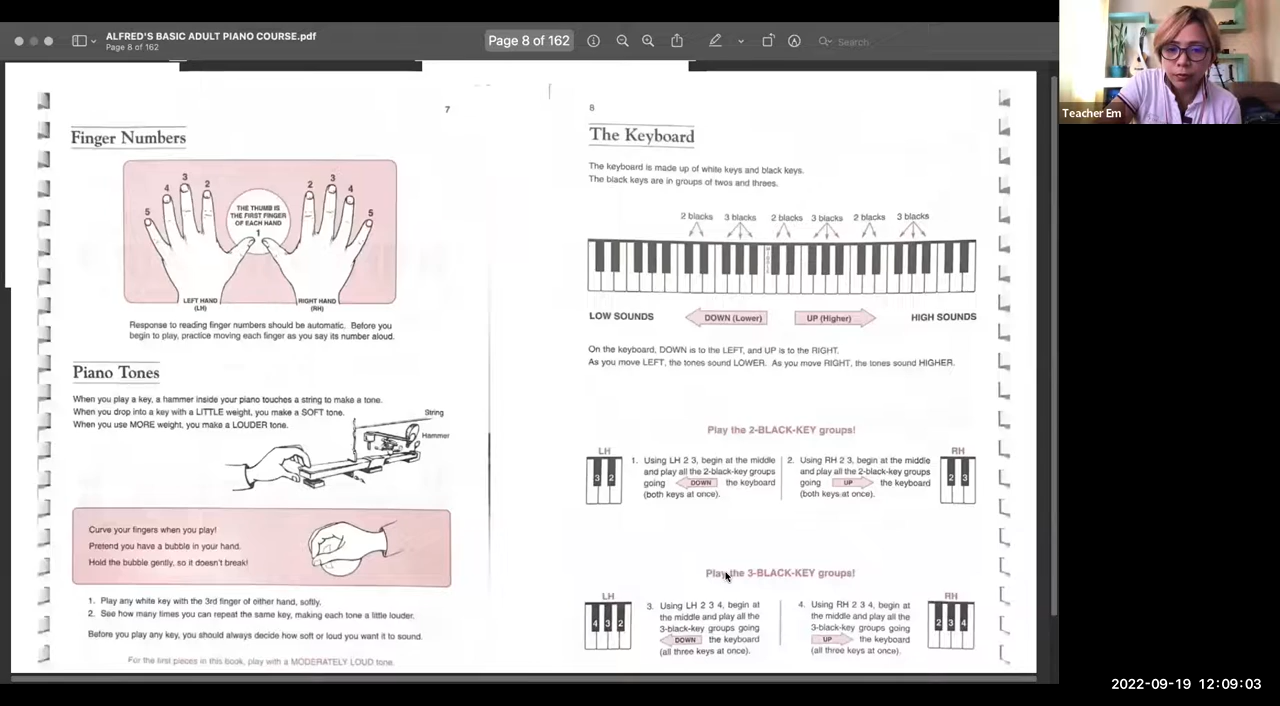 ALFRED'S BASIC ADULT PIANO COURSE.pdf
Page 8 of 162
Page 8 of 162
Search
Teacher Em
7
Finger Numbers
5 4 3 2
THE THUMB IS
THE FIRST FINGER
OF EACH HAND
1
2 3 4 5
LEFT HAND
(LH)
RIGHT HAND
(RH)
Response to reading finger numbers should be automatic. Before you
begin to play, practice moving each finger as you say its number aloud.
Piano Tones
When you play a key, a hammer inside your piano touches a string to make a tone.
When you drop into a key with a LITTLE weight, you make a SOFT tone.
When you use MORE weight, you make a LOUDER tone.
String
Hammer
Curve your fingers when you play!
Pretend you have a bubble in your hand.
Hold the bubble gently, so it doesn't break!
1. Play any white key with the 3rd finger of either hand, softly.
2. See how many times you can repeat the same key, making each tone a little louder.
Before you play any key, you should always decide how soft or loud you want it to sound.
For the first pieces in this book, play with a MODERATELY LOUD tone.
8
The Keyboard
The keyboard is made up of white keys and black keys.
The black keys are in groups of twos and threes.
2 blacks 3 blacks 2 blacks 3 blacks 2 blacks 3 blacks
LOW SOUNDS DOWN (Lower) UP (Higher) HIGH SOUNDS
On the keyboard, DOWN is to the LEFT, and UP is to the RIGHT.
As you move LEFT, the tones sound LOWER. As you move RIGHT, the tones sound HIGHER.
Play the 2-BLACK-KEY groups!
LH
3 2
1. Using LH 2 3, begin at the middle
and play all the 2-black-key groups
going DOWN the keyboard
(both keys at once).
2. Using RH 2 3, begin at the middle
and play all the 2-black-key groups
going UP the keyboard
(both keys at once).
RH
2 3
Play the 3-BLACK-KEY groups!
LH
4 3 2
3. Using LH 2 3 4, begin at
the middle and play all the
3-black-key groups going
DOWN the keyboard
(all three keys at once).
4. Using RH 2 3 4, begin at
the middle and play all the
3-black-key groups going
UP the keyboard
(all three keys at once).
RH
2 3 4
2022-09-19 12:09:03